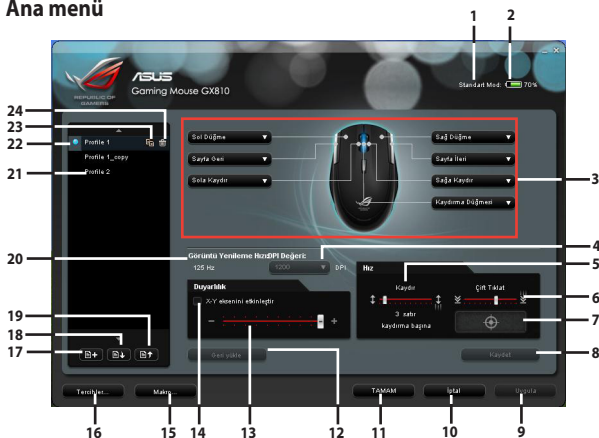 Ana menü
1
2
REPUBLIC OF
GAMERS
ASUS
Gaming Mouse GX810
Standart Mod:
70%
24
23
22
21
Profile 1
Profile 1_copy
Profile 2
Sol Düğme
Sayfa Geri
Sola Kaydır
Sağ Düğme
Sayfa İleri
Sağa Kaydır
Kaydırma Düğmesi
3
20
Görüntü Yenileme Hızı:
DPI Değeri:
125 Hz
1200
DPI
4
Duyarlılık
X-Y eksenini etkinleştir
Hız
Kaydır
Çift Tıklat
3 satır
kaydırma başına
5
6
7
19
18
17
Geri yükle
Kaydet
8
Tercihler...
Makro...
TAMAM
İptal
Uygula
16
15
14
13
12
11
10
9